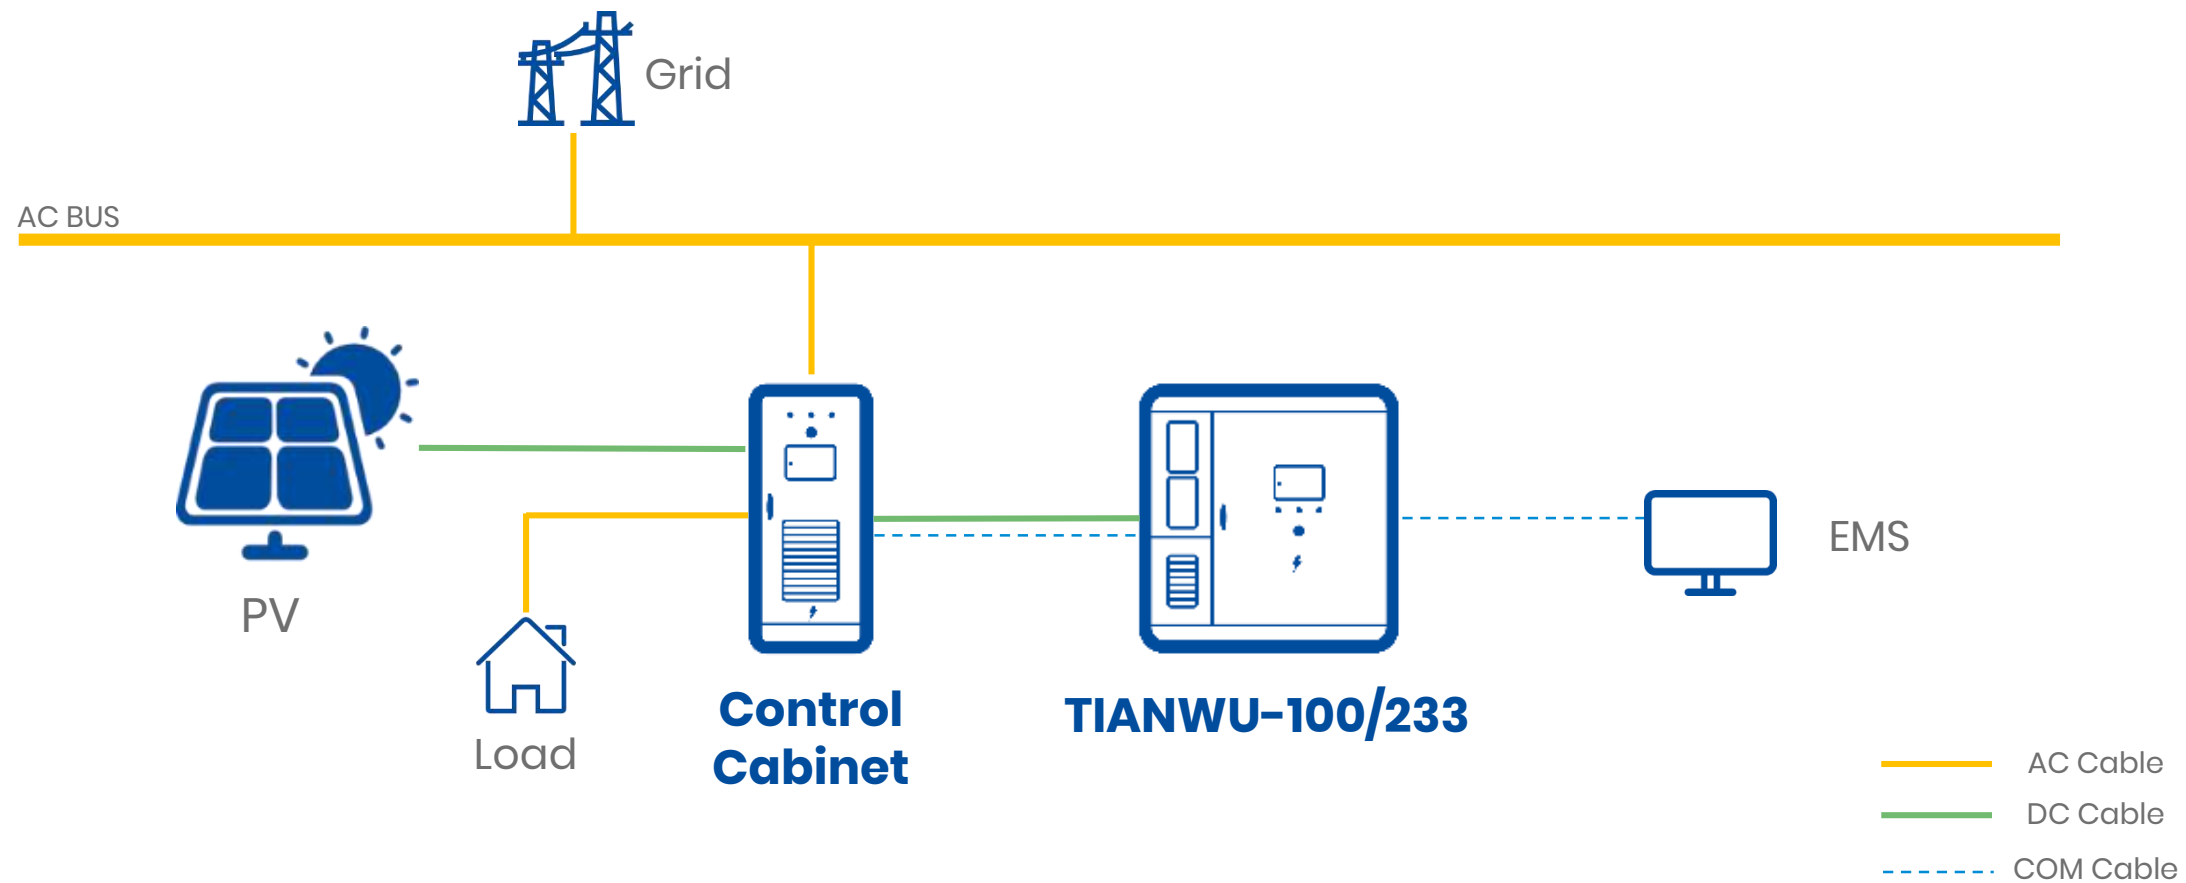 Grid
AC BUS
PV
EMS
Load
Control
Cabinet
TIANWU-100/233
AC Cable
DC Cable
COM Cable